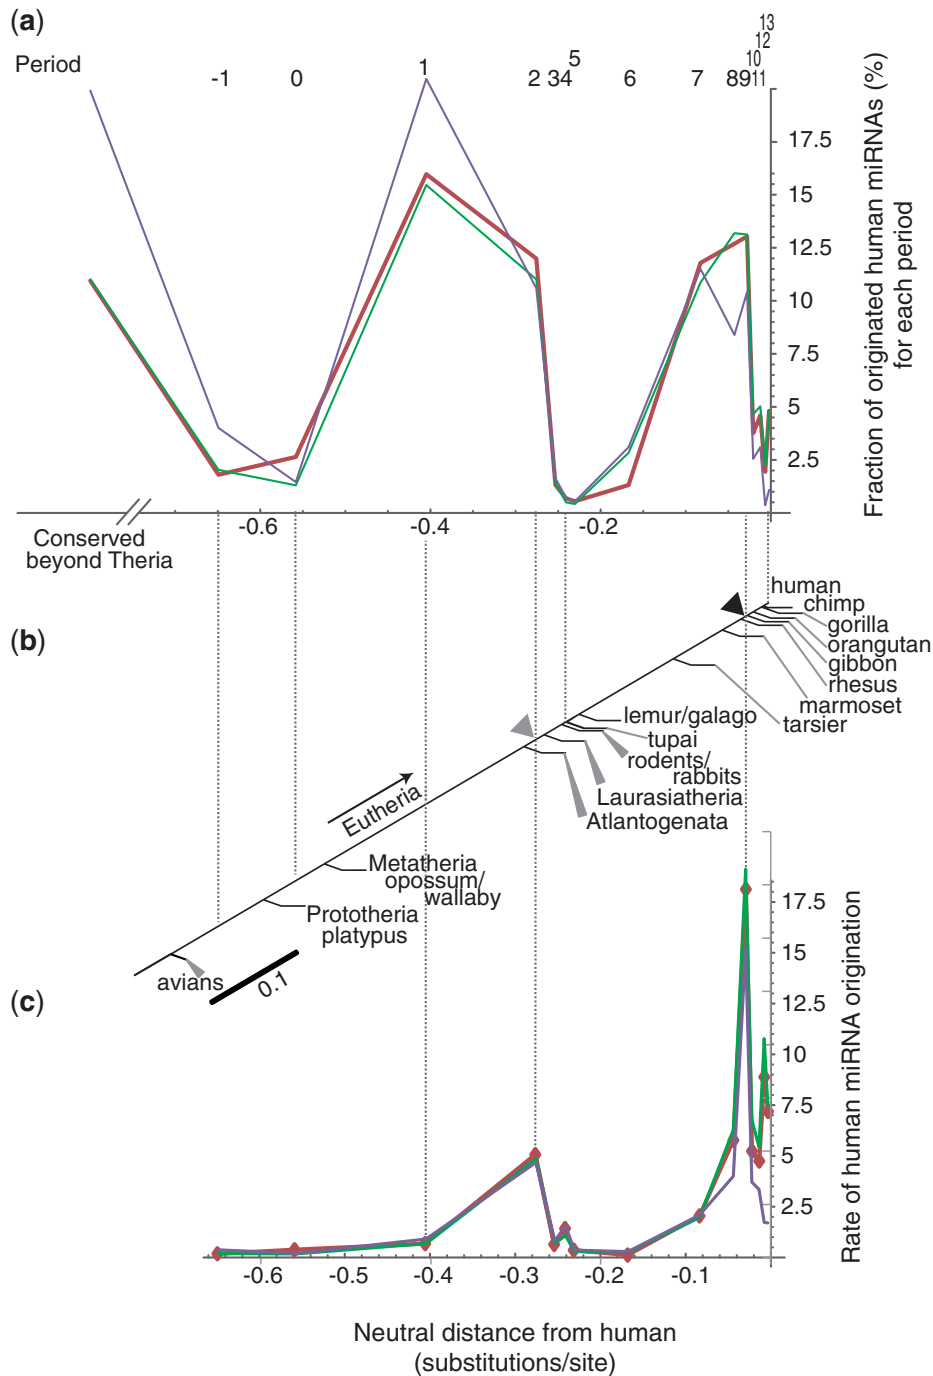 (a)
Period
-1
0
1
2
3
4
5
6
7
8
9
10
11
12
13
17.5
15
12.5
10
7.5
5
2.5
Fraction of originated human miRNAs (%)
for each period
-0.6
-0.4
-0.2
Conserved
beyond Theria
(b)
human
chimp
gorilla
orangutan
gibbon
rhesus
marmoset
tarsier
lemur/galago
tupai
rodents/
rabbits
Laurasiatheria
Atlantogenata
Eutheria
Metatheria
opossum/
wallaby
Prototheria
platypus
avians
0.1
(c)
17.5
15
12.5
10
7.5
5
2.5
Rate of human miRNA origination
-0.6
-0.5
-0.4
-0.3
-0.2
-0.1
Neutral distance from human
(substitutions/site)